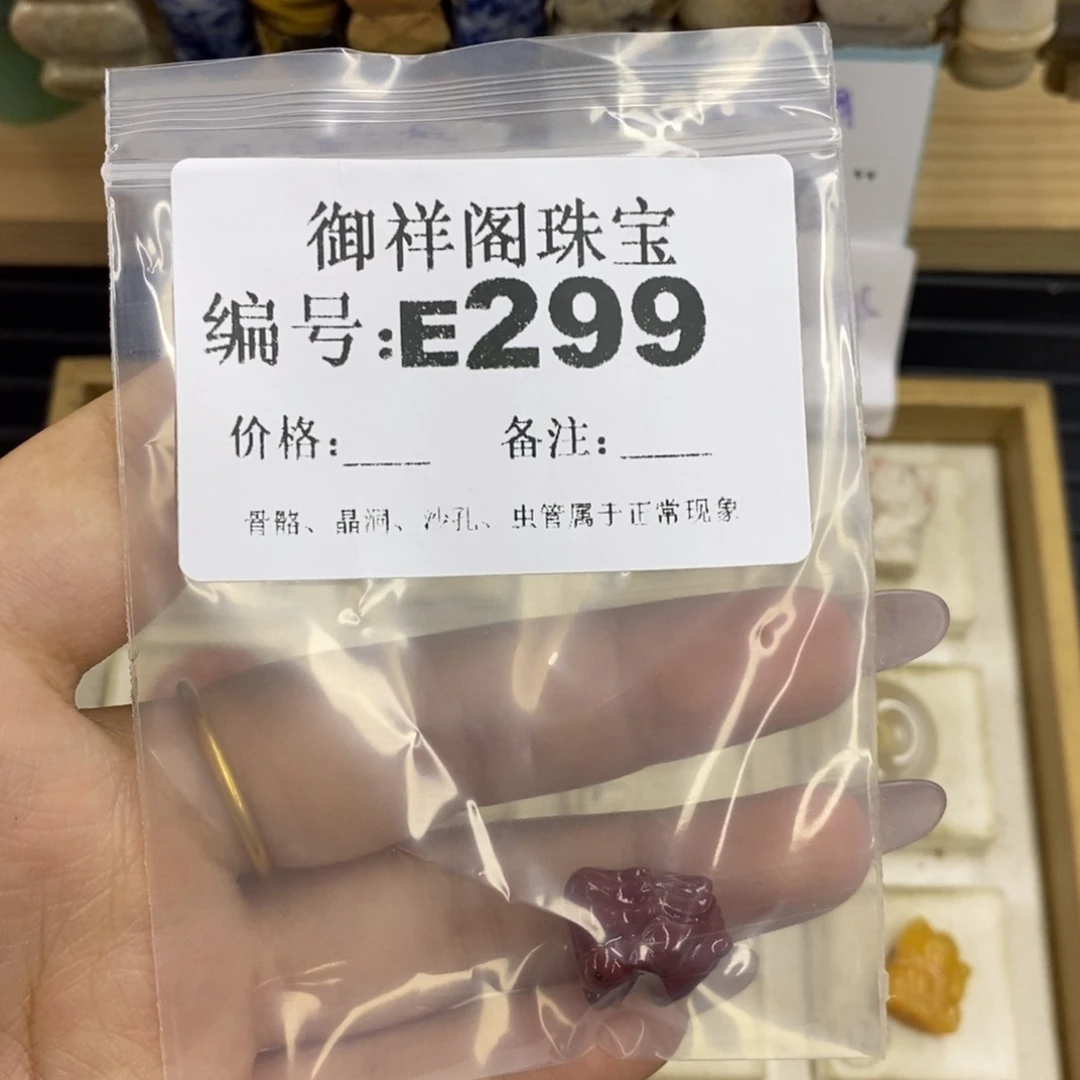 御祥阁珠宝
编号:E299
价格:____ 备注:____
骨骼、晶洞、沙孔、虫管属于正常现象